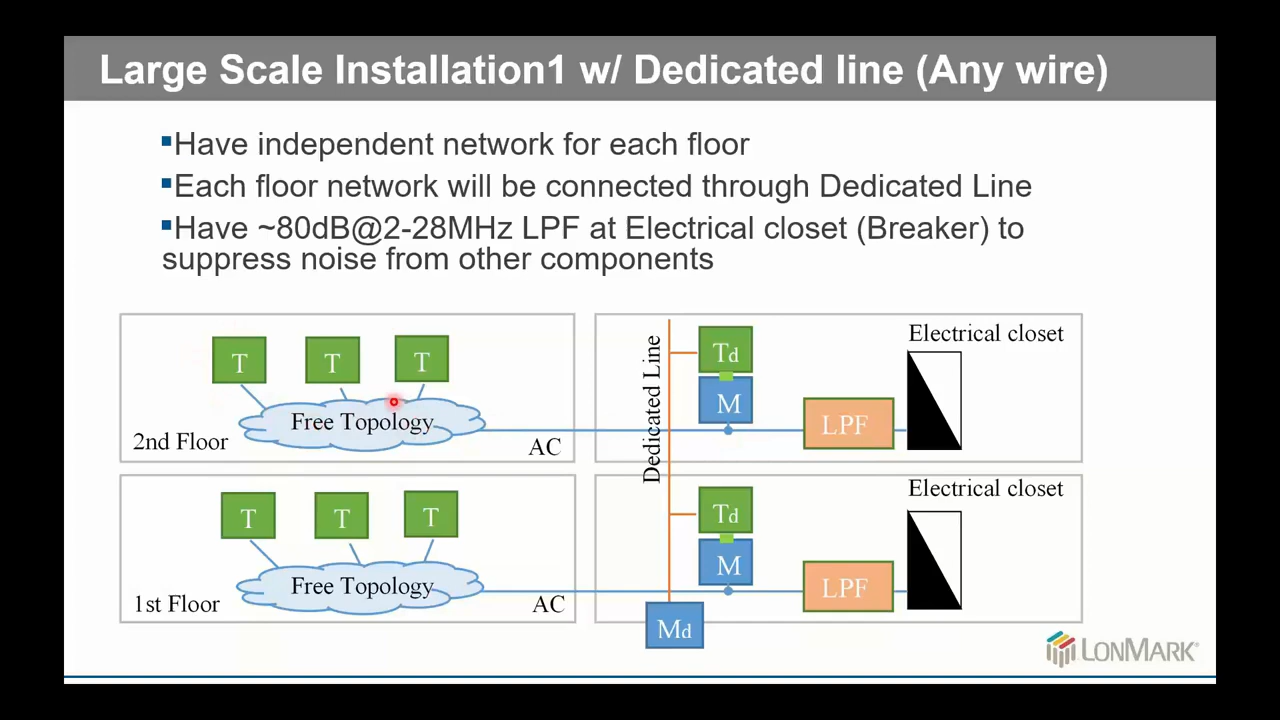 Large Scale Installation1 w/ Dedicated line (Any wire)
▪Have independent network for each floor
▪Each floor network will be connected through Dedicated Line
▪Have ~80dB@2-28MHz LPF at Electrical closet (Breaker) to
suppress noise from other components
T T T
Free Topology
2nd Floor
AC
Dedicated Line
Td
M
LPF
Electrical closet
T T T
Free Topology
1st Floor
AC
Td
M
LPF
Electrical closet
Md
LONMARK®